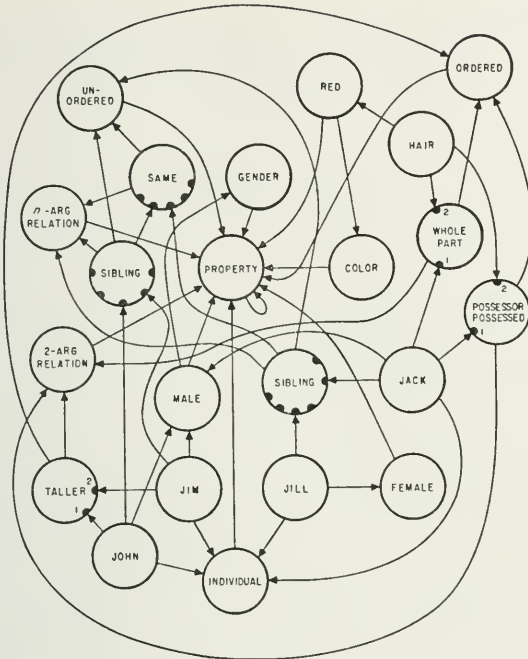 UN-
ORDERED
RED
ORDERED
HAIR
SAME
GENDER
2
WHOLE
PART
1
n-ARG
RELATION
SIBLING
PROPERTY
COLOR
2
POSSESSOR
POSSESSED
1
2-ARG
RELATION
MALE
SIBLING
JACK
TALLER
2
1
JIM
JILL
FEMALE
JOHN
INDIVIDUAL